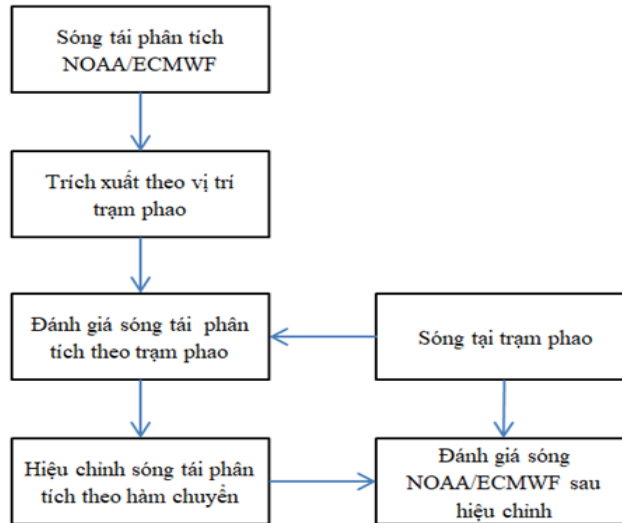 Sóng tái phân tích
NOAA/ECMWF
Trích xuất theo vị trí
trạm phao
Đánh giá sóng tái phân
tích theo trạm phao
Sóng tại trạm phao
Hiệu chỉnh sóng tái phân
tích theo hàm chuyển
Đánh giá sóng
NOAA/ECMWF sau
hiệu chỉnh